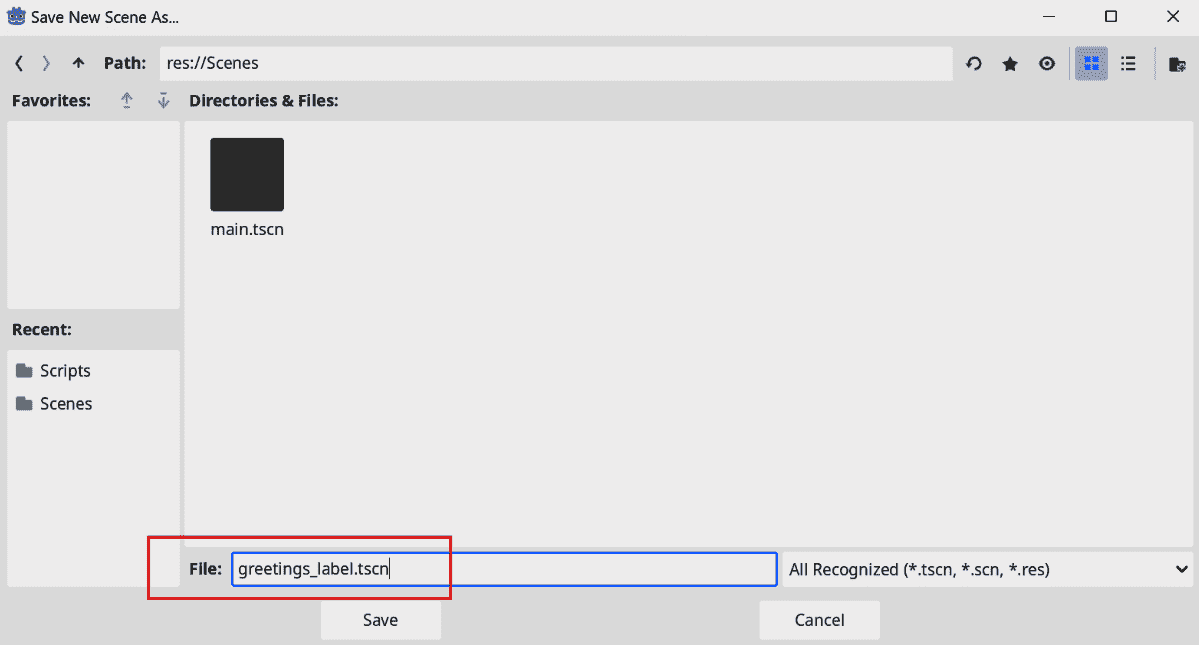 Save New Scene As...
Path: res://Scenes
Favorites:
Directories & Files:
main.tscn
Recent:
Scripts
Scenes
File: greetings_label.tscn All Recognized (*.tscn, *.scn, *.res)
Save Cancel